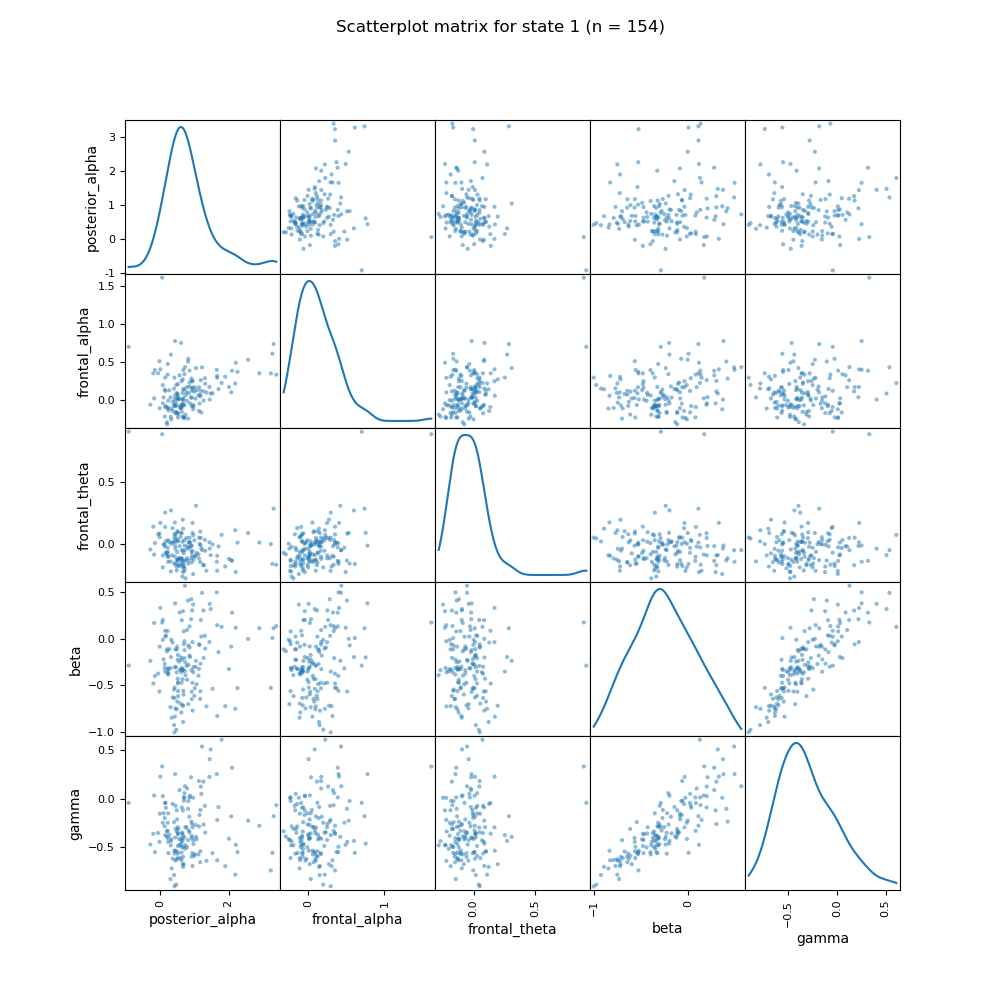 Scatterplot matrix for state 1 (n = 154)
posterior_alpha
3
2
1
0
-1
frontal_alpha
1.5
1.0
0.5
0.0
frontal_theta
0.5
0.0
beta
0.5
0.0
−0.5
−1.0
gamma
0.5
0.0
−0.5
0 2
0 1
0.0 0.5
−1 0
−0.5 0.0 0.5
posterior_alpha
frontal_alpha
frontal_theta
beta
gamma